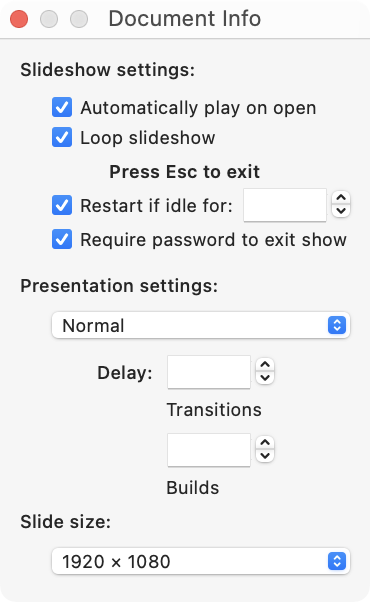 Document Info
Slideshow settings:
Automatically play on open
Loop slideshow
Press Esc to exit
Restart if idle for:
Require password to exit show
Presentation settings:
Normal
Delay:
Transitions
Builds
Slide size:
1920 × 1080